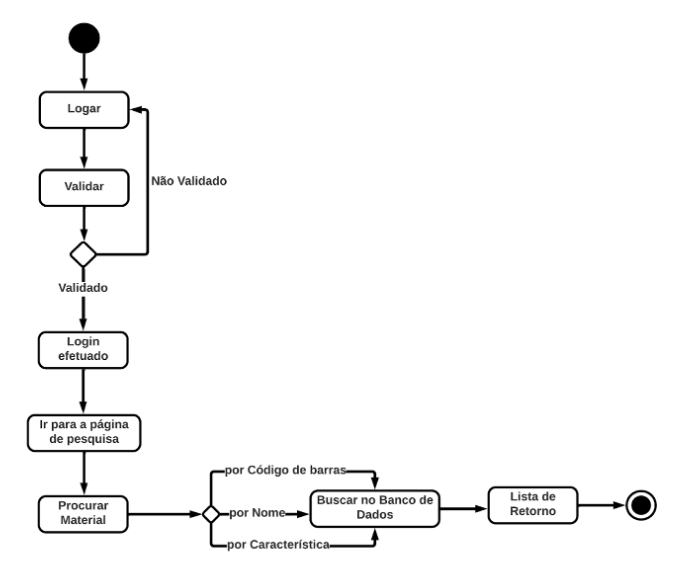 Logar
Validar
Não Validado
Validado
Login
efetuado
Ir para a página
de pesquisa
Procurar
Material
por Código de barras
por Nome
por Característica
Buscar no Banco de
Dados
Lista de
Retorno